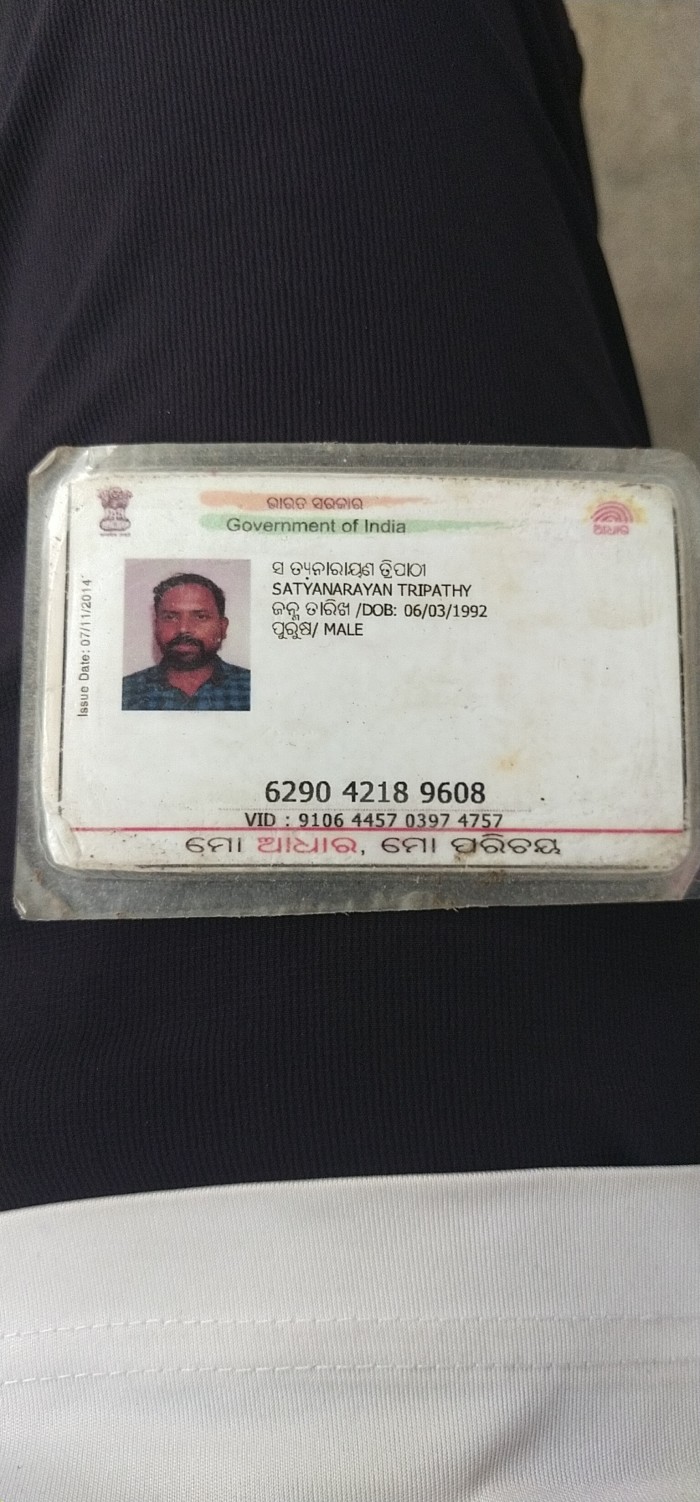 ଭାରତ ସରକାର
Government of India
ଆଧାର
Issue Date: 07/11/2014
ସ ତ୍ୟନାରାୟଣ ତ୍ରିପାଠୀ
SATYANARAYAN TRIPATHY
ଜନ୍ମ ତାରିଖ /DOB: 06/03/1992
ପୁରୁଷ/ MALE
6290 4218 9608
VID : 9106 4457 0397 4757
ମୋ ଆଧାର, ମୋ ପରିଚୟ